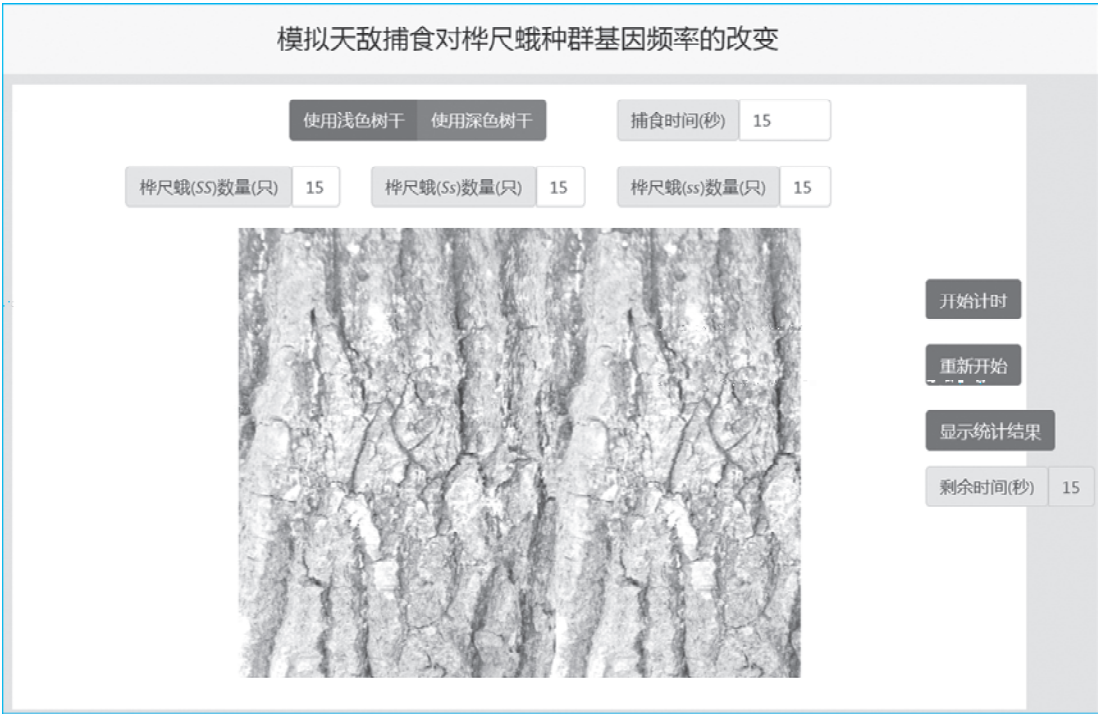 模拟天敌捕食对桦尺蛾种群基因频率的改变
使用浅色树干 使用深色树干 捕食时间(秒) 15
桦尺蛾(SS)数量(只) 15 桦尺蛾(Ss)数量(只) 15 桦尺蛾(ss)数量(只) 15
开始计时
重新开始
显示统计结果
剩余时间(秒) 15